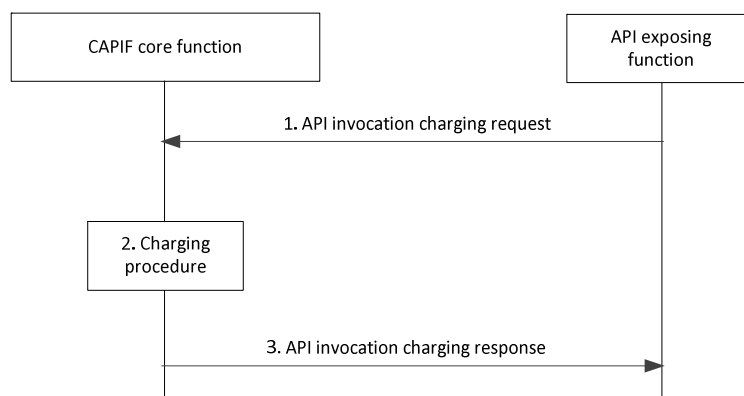 CAPIF core function
API exposing
function
1. API invocation charging request
2. Charging
procedure
3. API invocation charging response